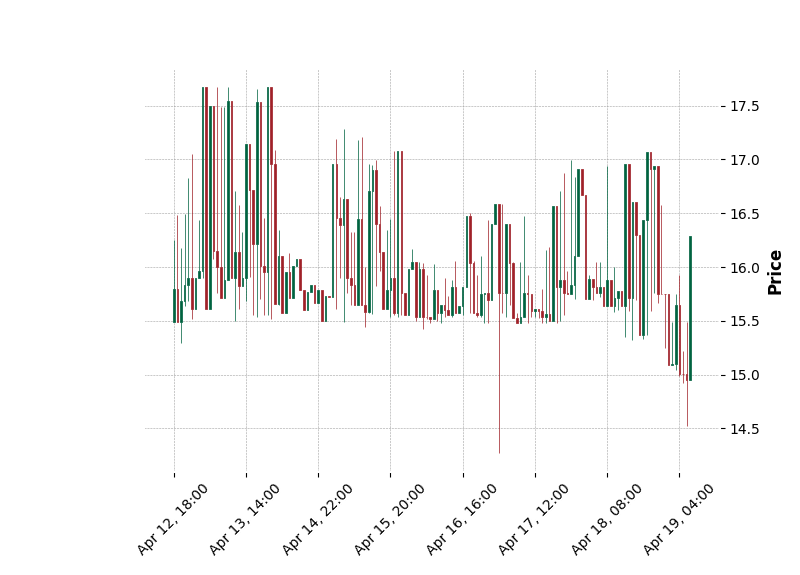 17.5
17.0
16.5
16.0
15.5
15.0
14.5
Price
Apr 12, 18:00
Apr 13, 14:00
Apr 14, 22:00
Apr 15, 20:00
Apr 16, 16:00
Apr 17, 12:00
Apr 18, 08:00
Apr 19, 04:00